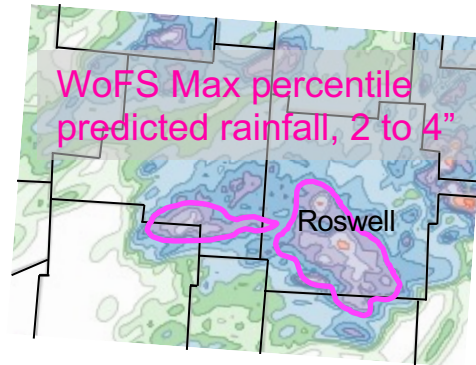 WoFS Max percentile
predicted rainfall, 2 to 4”
Roswell